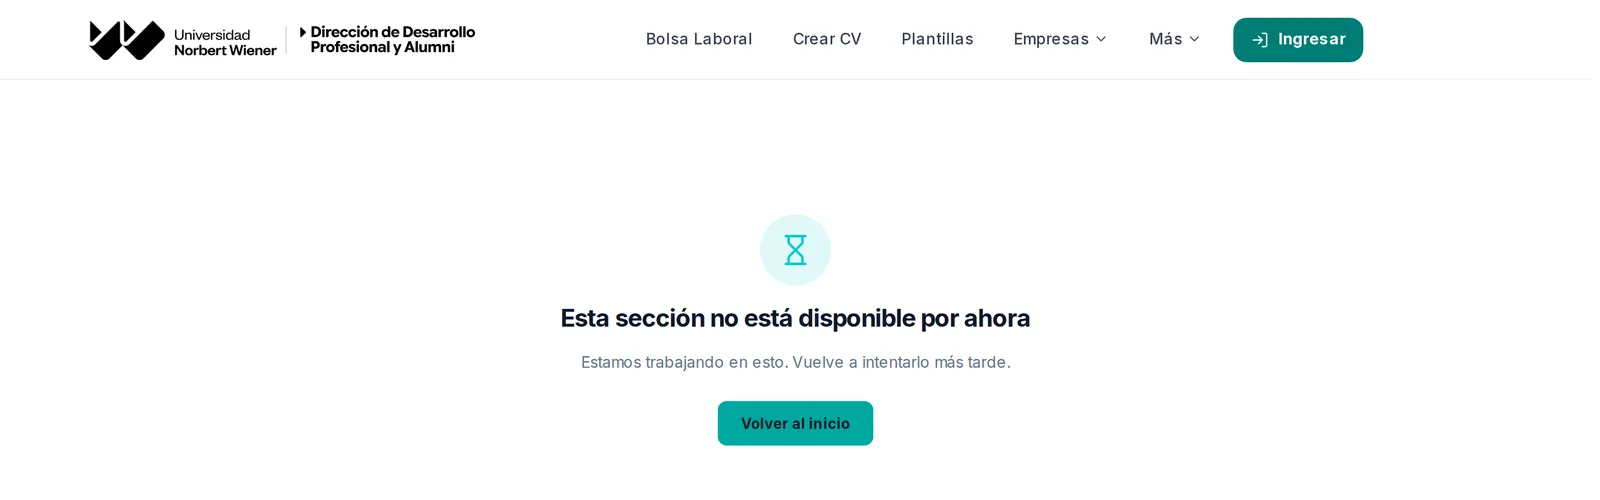 Universidad
Norbert Wiener
Dirección de Desarrollo
Profesional y Alumni
Bolsa Laboral
Crear CV
Plantillas
Empresas
Más
Ingresar
Esta sección no está disponible por ahora
Estamos trabajando en esto. Vuelve a intentarlo más tarde.
Volver al inicio